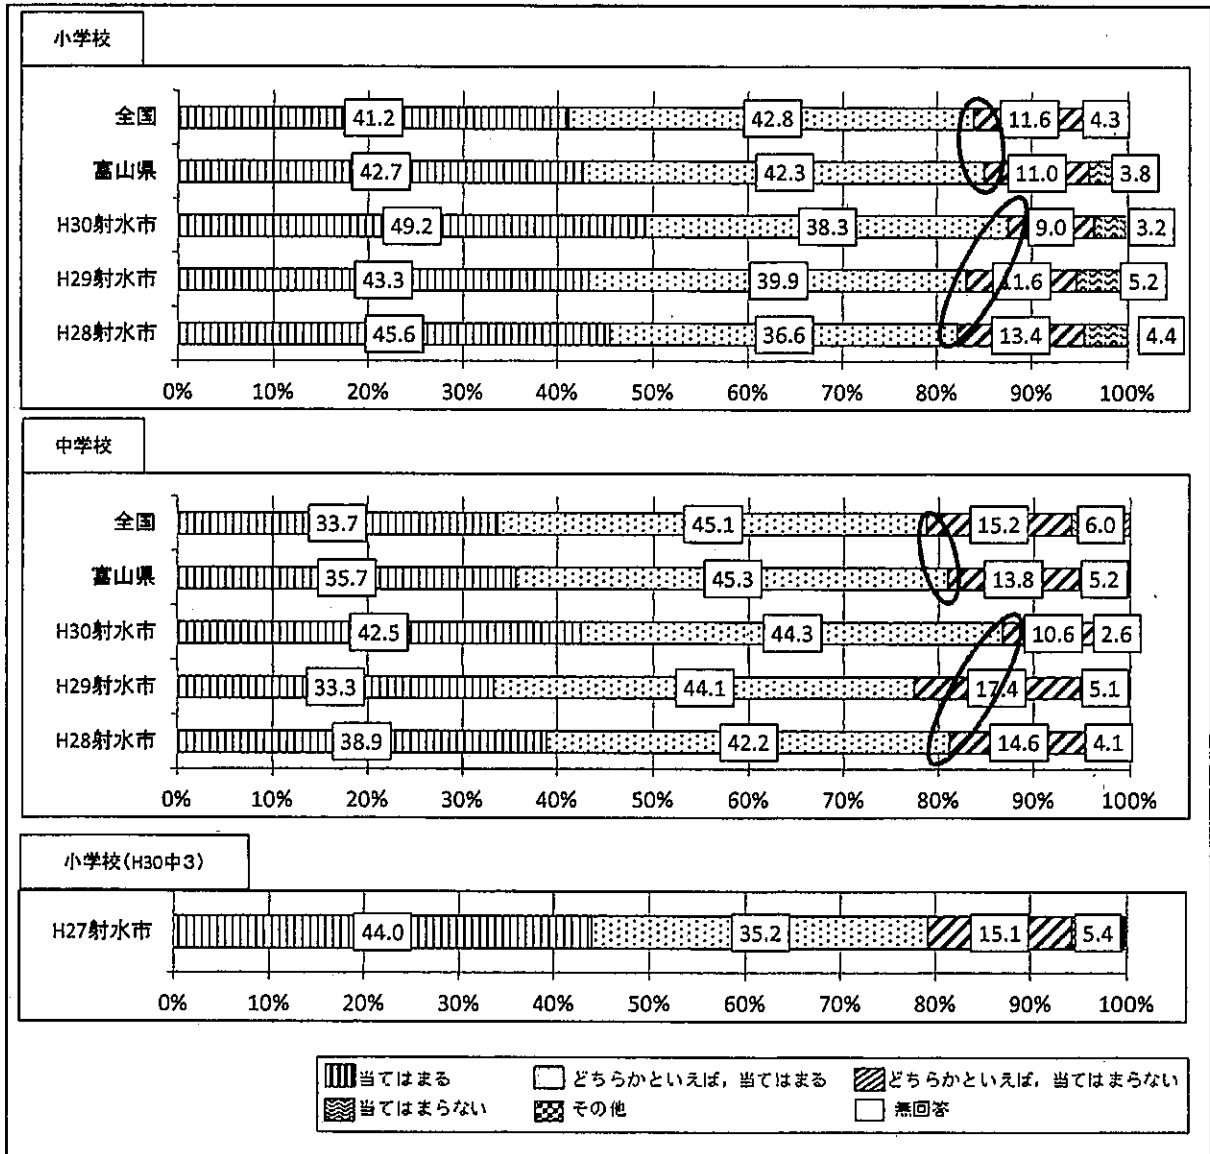 小学校
全国 41.2 42.8 11.6 4.3
富山県 42.7 42.3 11.0 3.8
H30射水市 49.2 38.3 9.0 3.2
H29射水市 43.3 39.9 11.6 5.2
H28射水市 45.6 36.6 13.4 4.4
0% 10% 20% 30% 40% 50% 60% 70% 80% 90% 100%
中学校
全国 33.7 45.1 15.2 6.0
富山県 35.7 45.3 13.8 5.2
H30射水市 42.5 44.3 10.6 2.6
H29射水市 33.3 44.1 17.4 5.1
H28射水市 38.9 42.2 14.6 4.1
0% 10% 20% 30% 40% 50% 60% 70% 80% 90% 100%
小学校(H30中3)
H27射水市 44.0 35.2 15.1 5.4
0% 10% 20% 30% 40% 50% 60% 70% 80% 90% 100%
当てはまる どちらかといえば，当てはまる どちらかといえば，当てはまらない
当てはまらない その他 無回答